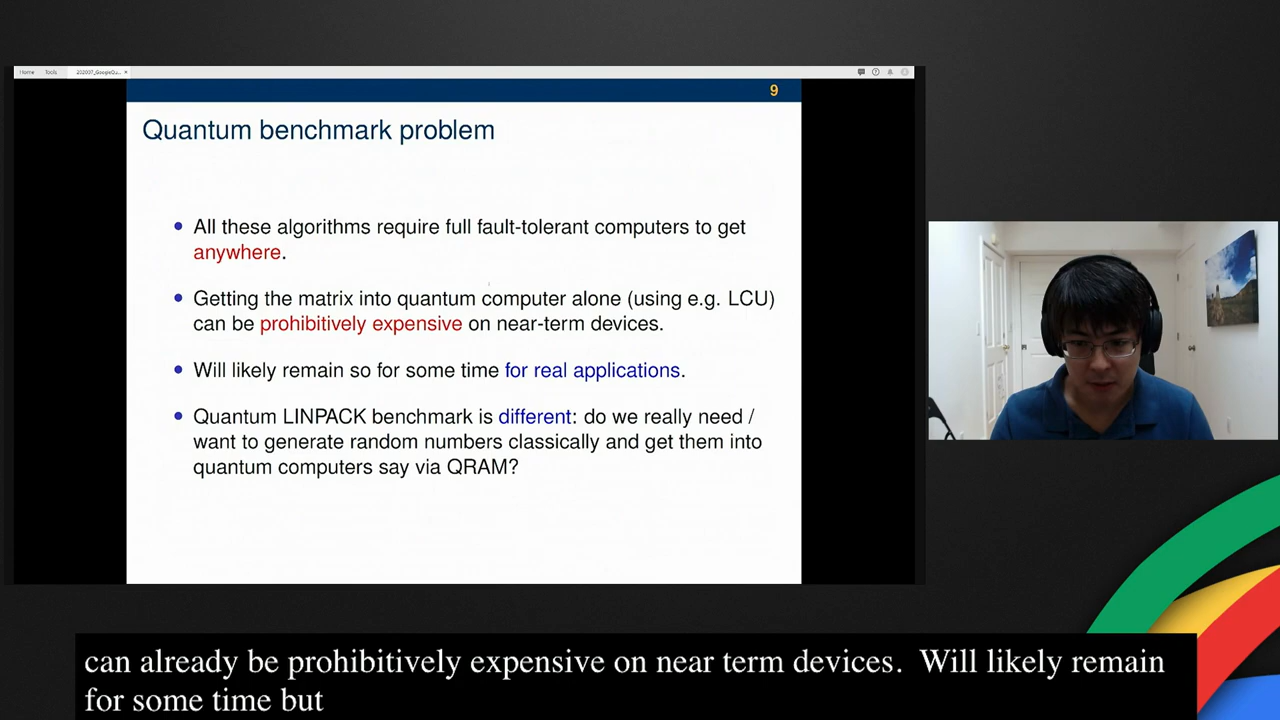 Home Tools 202007_GoogleQu... ×
9
Quantum benchmark problem
All these algorithms require full fault-tolerant computers to get
anywhere.
Getting the matrix into quantum computer alone (using e.g. LCU)
can be prohibitively expensive on near-term devices.
Will likely remain so for some time for real applications.
Quantum LINPACK benchmark is different: do we really need /
want to generate random numbers classically and get them into
quantum computers say via QRAM?
can already be prohibitively expensive on near term devices. Will likely remain
for some time but